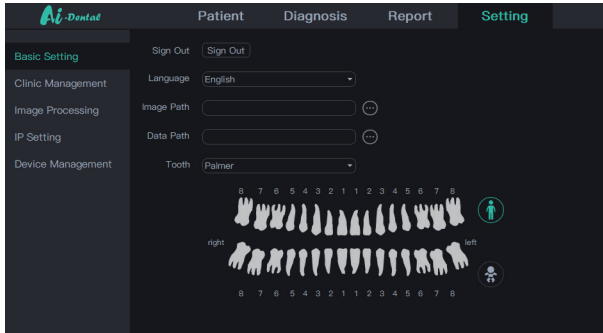 Ai-Dental
Patient Diagnosis Report Setting
Basic Setting
Clinic Management
Image Processing
IP Setting
Device Management
Sign Out Sign Out
Language English
Image Path
Data Path
Tooth Palmer
8 7 6 5 4 3 2 1 1 2 3 4 5 6 7 8
right left
8 7 6 5 4 3 2 1 1 2 3 4 5 6 7 8